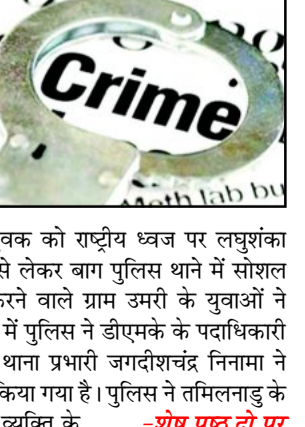 Crime
Meth lab bu
युवक को राष्ट्रीय ध्वज पर लघुशंका
से लेकर बाग पुलिस थाने में सोशल
करने वाले ग्राम उमरी के युवाओं ने
में पुलिस ने डीएमके के पदाधिकारी
थाना प्रभारी जगदीशचंद्र निनामा ने
किया गया है। पुलिस ने तमिलनाडु के
व्यक्ति के -शेष पृष्ठ दो पर